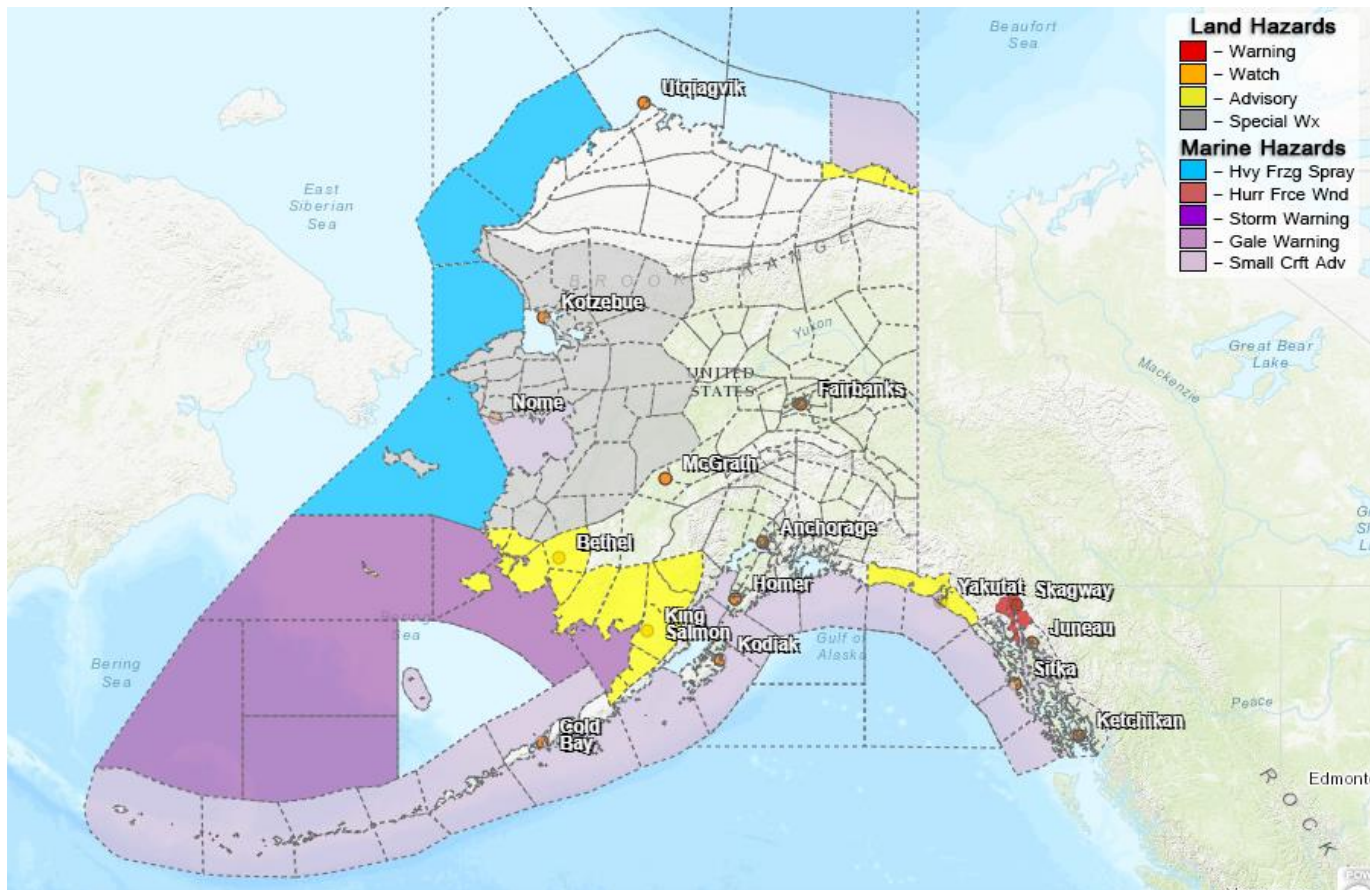 Land Hazards
– Warning
– Watch
– Advisory
– Special Wx
Marine Hazards
– Hvy Frzg Spray
– Hurr Frce Wnd
– Storm Warning
– Gale Warning
– Small Crft Adv
Beaufort
Sea
Utqiagvik
East
Siberian
Sea
BROOKS RANGE
Kotzebue
Yukon
Great Bear
Lake
Mackenzie
UNITED
STATES
Fairbanks
Nome
McGrath
Anchorage
Bethel
Homer
Yakutat
Skagway
King
Salmon
Juneau
Kodiak
Gulf of
Alaska
Sea
Bering
Sea
Sitka
Peace
Ketchikan
Cold
Bay
Edmont
ROCK